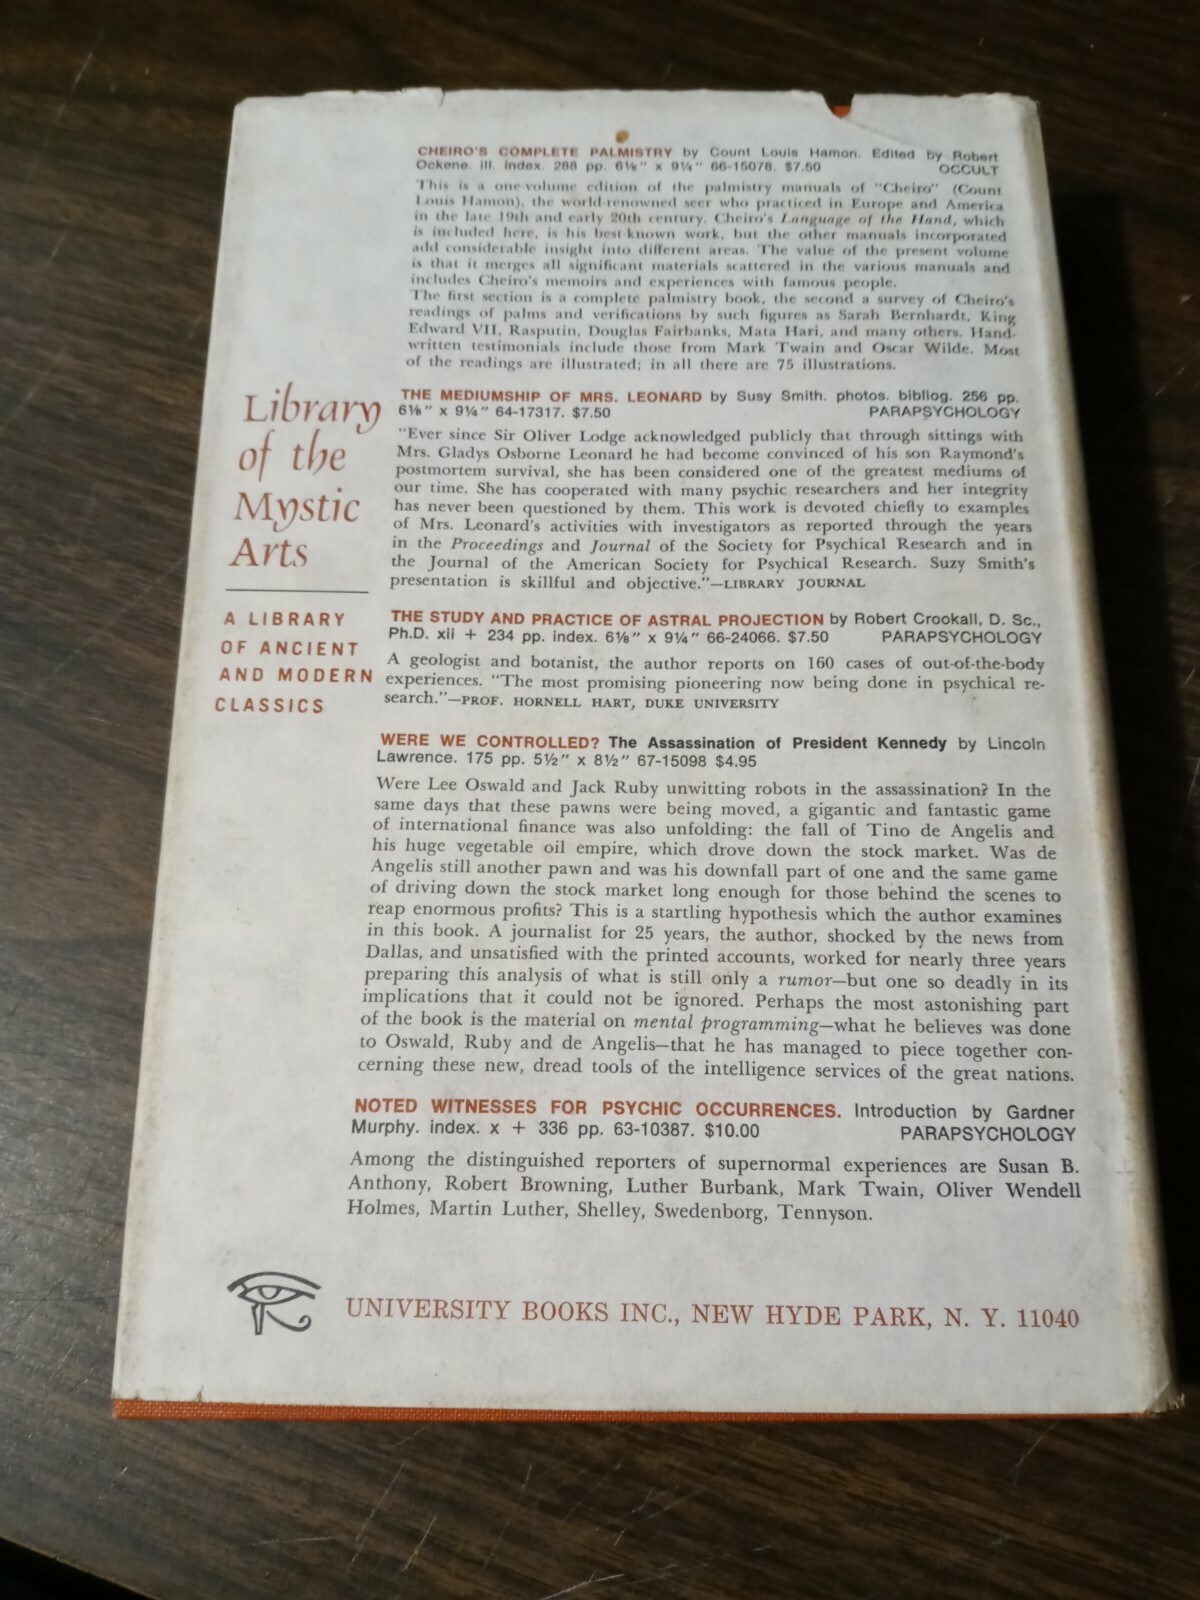 CHEIRO'S COMPLETE PALMISTRY by Count Louis Hamon. Edited by Robert
Ockene. ill. index. 288 pp. 6⅛" x 9¼" 66-15078. $7.50 OCCULT
This is a one-volume edition of the palmistry manuals of "Cheiro" (Count
Louis Hamon), the world-renowned seer who practiced in Europe and America
in the late 19th and early 20th century. Cheiro's Language of the Hand, which
is included here, is his best-known work, but the other manuals incorporated
add considerable insight into different areas. The value of the present volume
is that it merges all significant materials scattered in the various manuals and
includes Cheiro's memoirs and experiences with famous people.
The first section is a complete palmistry book, the second a survey of Cheiro's
readings of palms and verifications by such figures as Sarah Bernhardt, King
Edward VII, Rasputin, Douglas Fairbanks, Mata Hari, and many others. Hand-
written testimonials include those from Mark Twain and Oscar Wilde. Most
of the readings are illustrated; in all there are 75 illustrations.
Library
of the
Mystic
Arts
A LIBRARY
OF ANCIENT
AND MODERN
CLASSICS
THE MEDIUMSHIP OF MRS. LEONARD by Susy Smith. photos. bibliog. 256 pp.
6⅛" x 9¼" 64-17317. $7.50 PARAPSYCHOLOGY
"Ever since Sir Oliver Lodge acknowledged publicly that through sittings with
Mrs. Gladys Osborne Leonard he had become convinced of his son Raymond's
postmortem survival, she has been considered one of the greatest mediums of
our time. She has cooperated with many psychic researchers and her integrity
has never been questioned by them. This work is devoted chiefly to examples
of Mrs. Leonard's activities with investigators as reported through the years
in the Proceedings and Journal of the Society for Psychical Research and in
the Journal of the American Society for Psychical Research. Suzy Smith's
presentation is skillful and objective."—LIBRARY JOURNAL
THE STUDY AND PRACTICE OF ASTRAL PROJECTION by Robert Crookall, D. Sc.,
Ph.D. xii + 234 pp. index. 6⅛" x 9¼" 66-24066. $7.50 PARAPSYCHOLOGY
A geologist and botanist, the author reports on 160 cases of out-of-the-body
experiences. "The most promising pioneering now being done in psychical re-
search."—PROF. HORNELL HART, DUKE UNIVERSITY
WERE WE CONTROLLED? The Assassination of President Kennedy by Lincoln
Lawrence. 175 pp. 5½" x 8½" 67-15098 $4.95
Were Lee Oswald and Jack Ruby unwitting robots in the assassination? In the
same days that these pawns were being moved, a gigantic and fantastic game
of international finance was also unfolding: the fall of Tino de Angelis and
his huge vegetable oil empire, which drove down the stock market. Was de
Angelis still another pawn and was his downfall part of one and the same game
of driving down the stock market long enough for those behind the scenes to
reap enormous profits? This is a startling hypothesis which the author examines
in this book. A journalist for 25 years, the author, shocked by the news from
Dallas, and unsatisfied with the printed accounts, worked for nearly three years
preparing this analysis of what is still only a rumor—but one so deadly in its
implications that it could not be ignored. Perhaps the most astonishing part
of the book is the material on mental programming—what he believes was done
to Oswald, Ruby and de Angelis—that he has managed to piece together con-
cerning these new, dread tools of the intelligence services of the great nations.
NOTED WITNESSES FOR PSYCHIC OCCURRENCES. Introduction by Gardner
Murphy. index. x + 336 pp. 63-10387. $10.00 PARAPSYCHOLOGY
Among the distinguished reporters of supernormal experiences are Susan B.
Anthony, Robert Browning, Luther Burbank, Mark Twain, Oliver Wendell
Holmes, Martin Luther, Shelley, Swedenborg, Tennyson.
UNIVERSITY BOOKS INC., NEW HYDE PARK, N. Y. 11040